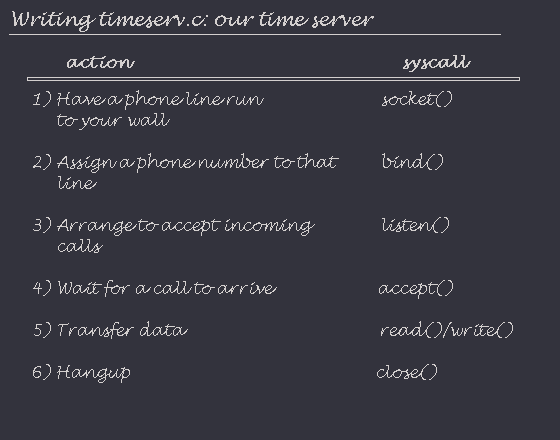 Writing timeserv.c: our time server
action syscall
1) Have a phone line run socket()
to your wall
2) Assign a phone number to that bind()
line
3) Arrange to accept incoming listen()
calls
4) Wait for a call to arrive accept()
5) Transfer data read()/write()
6) Hangup close()